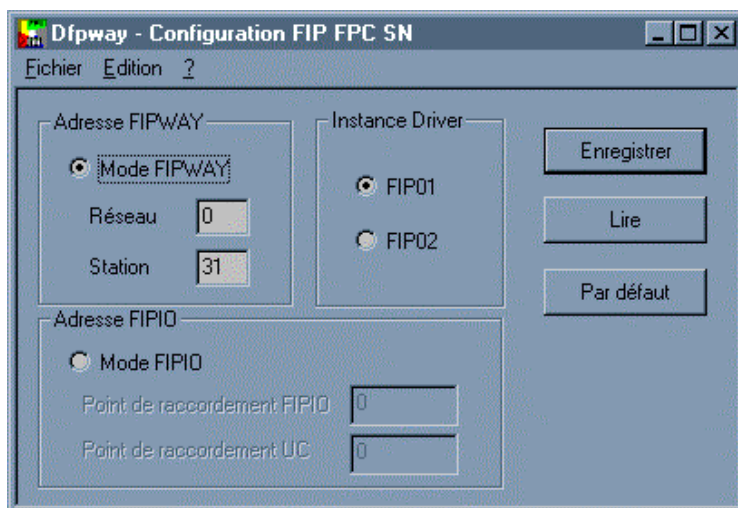 Dfpway - Configuration FIP FPC SN
Fichier Edition ?
Adresse FIPWAY
Mode FIPWAY
Réseau 0
Station 31
Instance Driver
FIP01
FIP02
Enregistrer
Lire
Par défaut
Adresse FIPIO
Mode FIPIO
Point de raccordement FIPIO 0
Point de raccordement UC 0